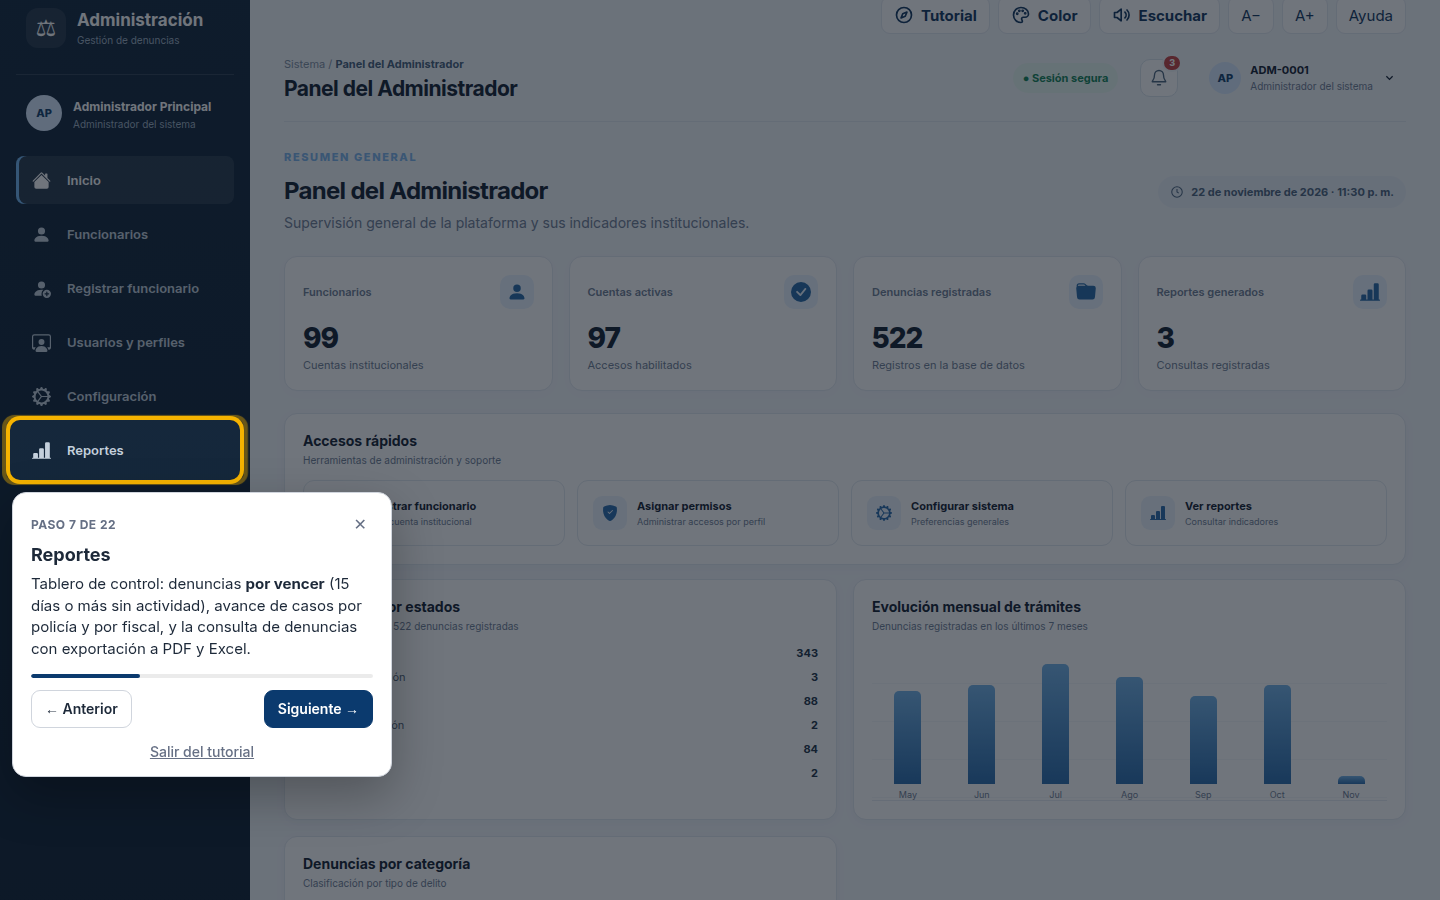 Administración
Gestión de denuncias
AP
Administrador Principal
Administrador del sistema
Inicio
Funcionarios
Registrar funcionario
Usuarios y perfiles
Configuración
Reportes
Tutorial
Color
Escuchar
A−
A+
Ayuda
Sistema / Panel del Administrador
Panel del Administrador
● Sesión segura
3
AP
ADM-0001
Administrador del sistema
RESUMEN GENERAL
Panel del Administrador
22 de noviembre de 2026 · 11:30 p. m.
Supervisión general de la plataforma y sus indicadores institucionales.
Funcionarios
99
Cuentas institucionales
Cuentas activas
97
Accesos habilitados
Denuncias registradas
522
Registros en la base de datos
Reportes generados
3
Consultas registradas
Accesos rápidos
Herramientas de administración y soporte
trar funcionario
cuenta institucional
Asignar permisos
Administrar accesos por perfil
Configurar sistema
Preferencias generales
Ver reportes
Consultar indicadores
PASO 7 DE 22
×
Reportes
Tablero de control: denuncias por vencer (15
días o más sin actividad), avance de casos por
policía y por fiscal, y la consulta de denuncias
con exportación a PDF y Excel.
← Anterior
Siguiente →
Salir del tutorial
or estados
522 denuncias registradas
343
ón
3
88
ón
2
84
2
Evolución mensual de trámites
Denuncias registradas en los últimos 7 meses
May
Jun
Jul
Ago
Sep
Oct
Nov
Denuncias por categoría
Clasificación por tipo de delito